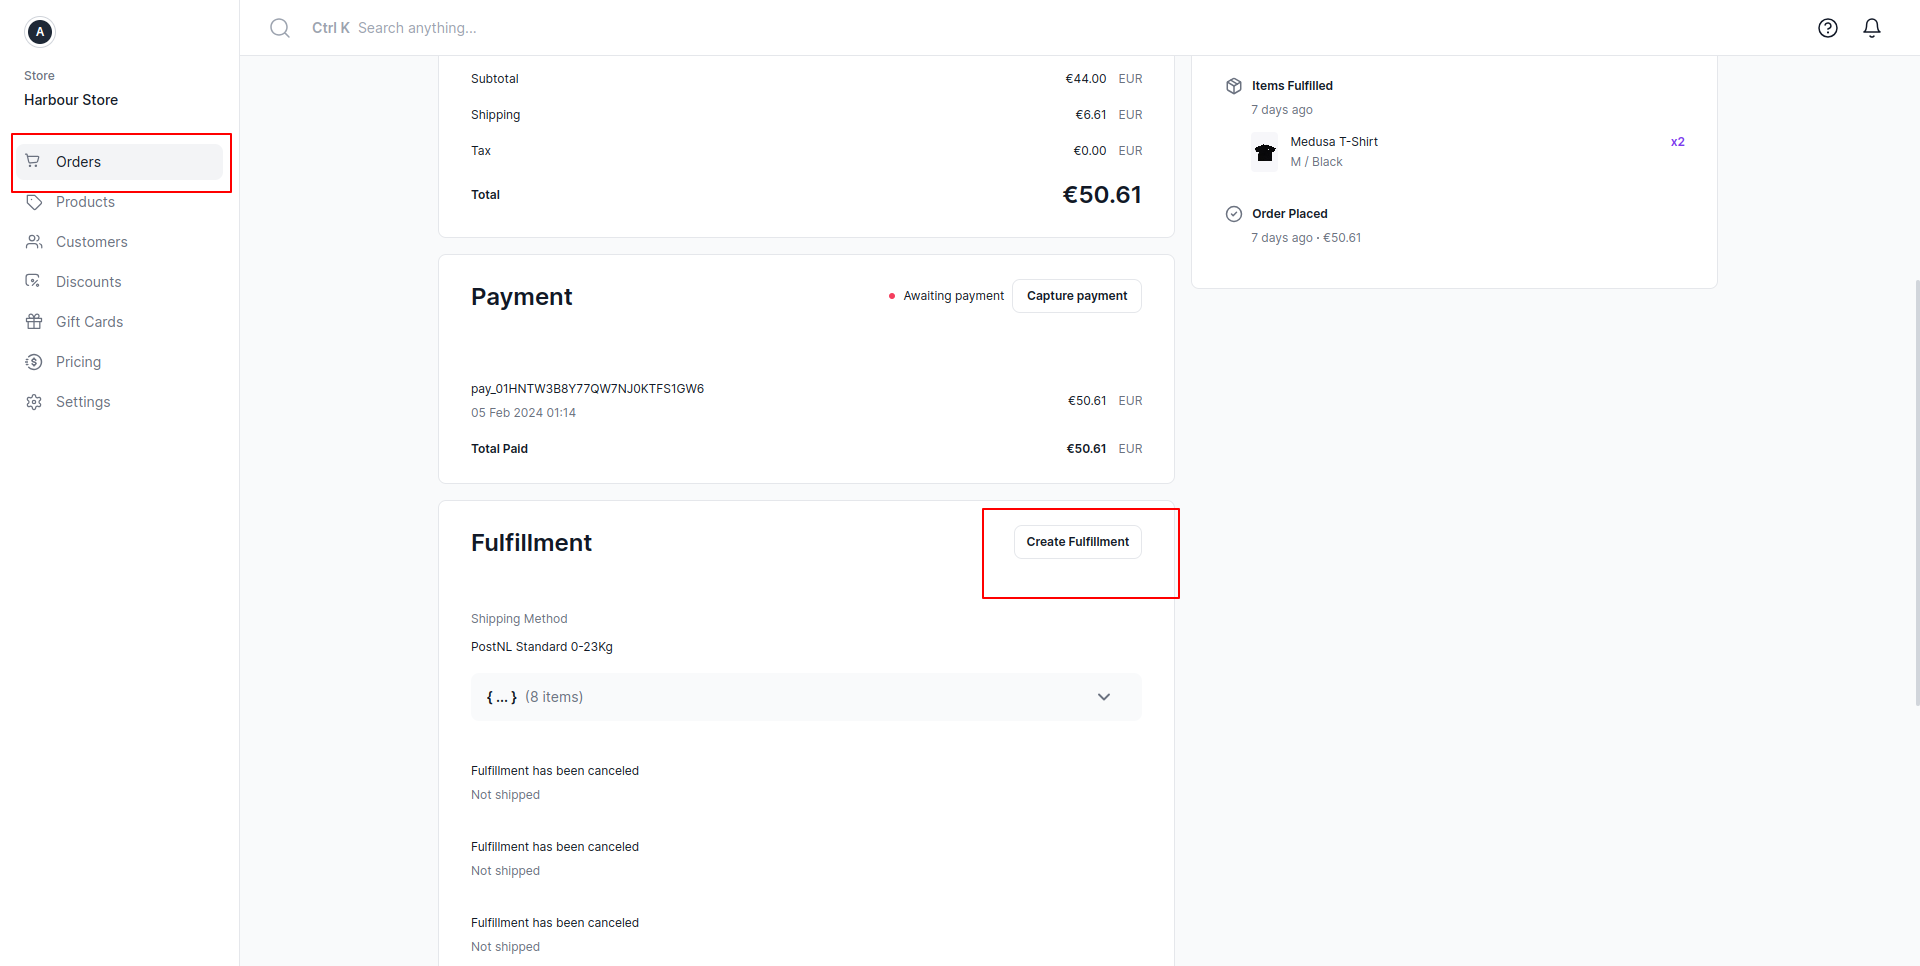 A
Store
Harbour Store
Orders
Products
Customers
Discounts
Gift Cards
Pricing
Settings
Ctrl K Search anything...
Subtotal €44.00 EUR
Shipping €6.61 EUR
Tax €0.00 EUR
Total €50.61
Payment
Awaiting payment Capture payment
pay_01HNTW3B8Y77QW7NJ0KTFS1GW6
05 Feb 2024 01:14
€50.61 EUR
Total Paid €50.61 EUR
Fulfillment Create Fulfillment
Shipping Method
PostNL Standard 0-23Kg
{ ... } (8 items)
Fulfillment has been canceled
Not shipped
Fulfillment has been canceled
Not shipped
Fulfillment has been canceled
Not shipped
Items Fulfilled
7 days ago
Medusa T-Shirt x2
M / Black
Order Placed
7 days ago · €50.61